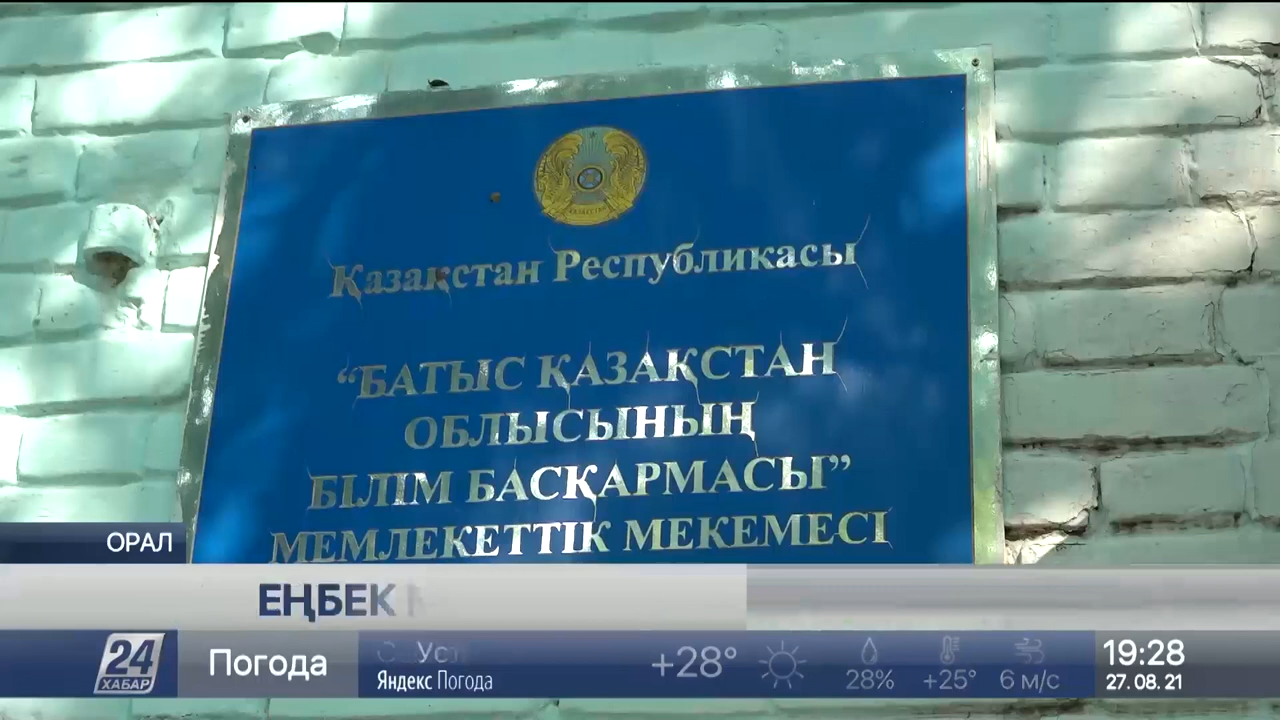 Қазақстан Республикасы
“БАТЫС ҚАЗАҚСТАН
ОБЛЫСЫНЫҢ
БІЛІМ БАСҚАРМАСЫ”
МЕМЛЕКЕТТІК МЕКЕМЕСІ
ОРАЛ
ЕҢБЕК
24 ХАБАР
Погода
Яндекс Погода
+28°
28%
+25°
6 м/с
19:28
27. 08. 21